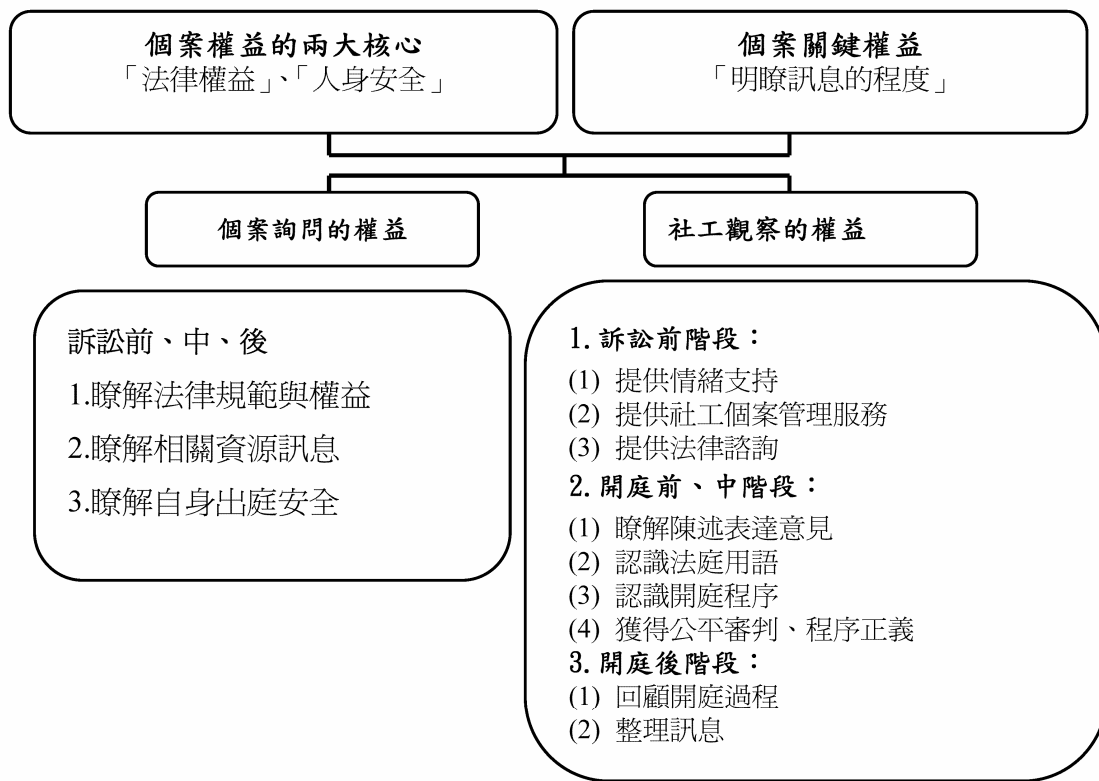 個案權益的兩大核心
「法律權益」、「人身安全」
個案關鍵權益
「明瞭訊息的程度」
個案詢問的權益
社工觀察的權益
訴訟前、中、後
1.瞭解法律規範與權益
2.瞭解相關資源訊息
3.瞭解自身出庭安全
1. 訴訟前階段：
(1) 提供情緒支持
(2) 提供社工個案管理服務
(3) 提供法律諮詢
2. 開庭前、中階段：
(1) 瞭解陳述表達意見
(2) 認識法庭用語
(3) 認識開庭程序
(4) 獲得公平審判、程序正義
3. 開庭後階段：
(1) 回顧開庭過程
(2) 整理訊息